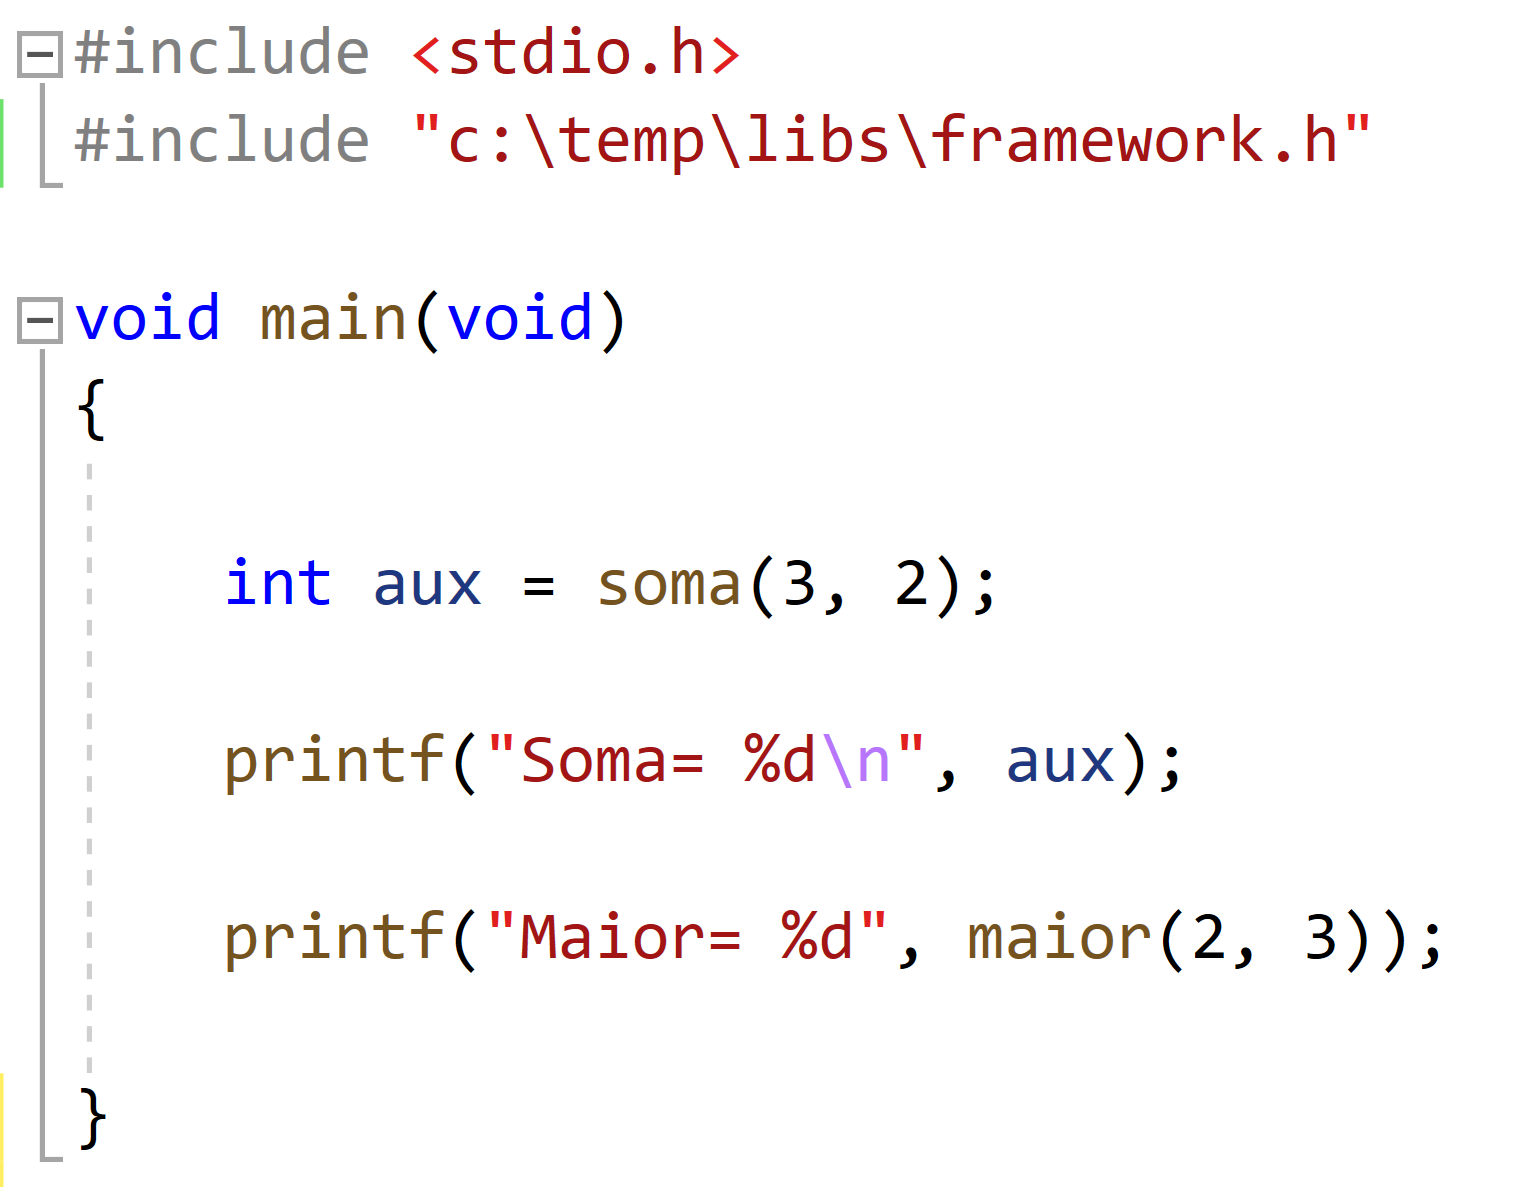 #include <stdio.h>
#include "c:\temp\libs\framework.h"
void main(void)
{
int aux = soma(3, 2);
printf("Soma= %d\n", aux);
printf("Maior= %d", maior(2, 3));
}